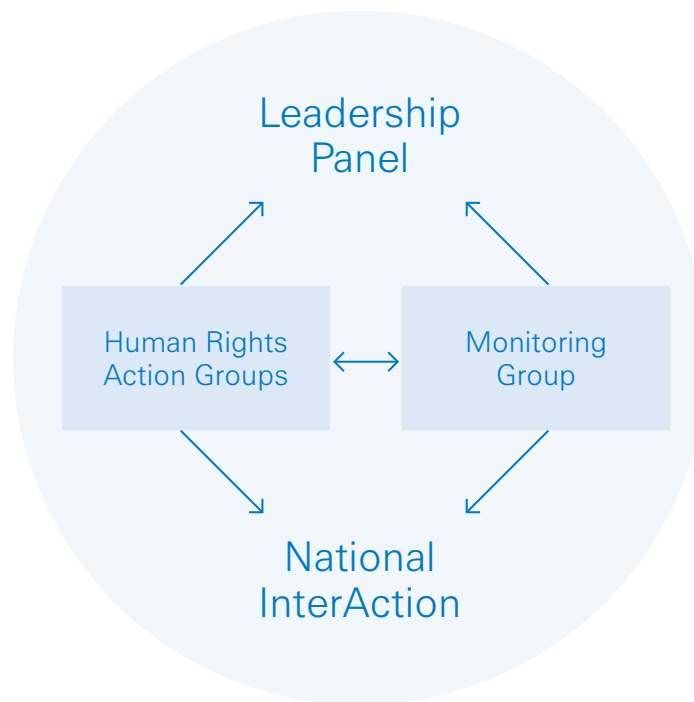 Leadership
Panel
Human Rights
Action Groups
Monitoring
Group
National
InterAction